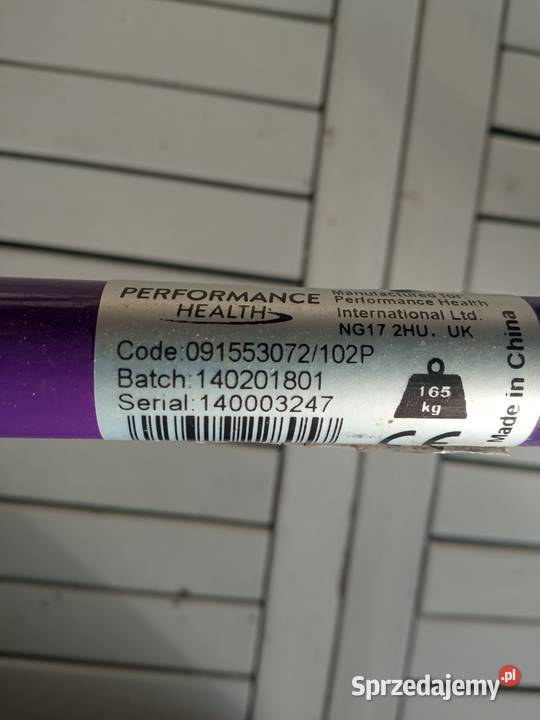 PERFORMANCE
HEALTH
Manufactured for
Performance Health
International Ltd.
NG17 2HU. UK
Code:091553072/102P
Batch:140201801
Serial:140003247
165
kg
CE
Made in China
Sprzedajemy.pl